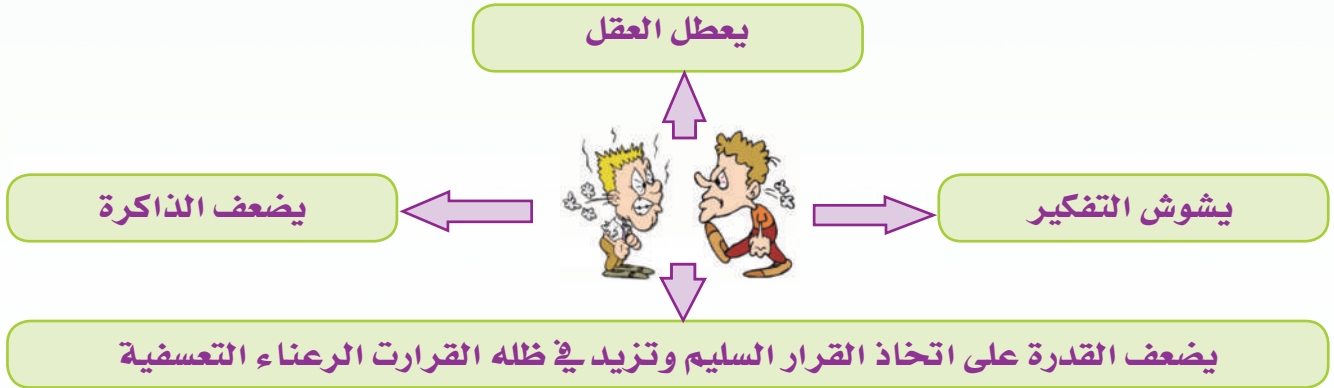 يعطل العقل
يشوش التفكير
يضعف الذاكرة
يضعف القدرة على اتخاذ القرار السليم وتزيد في ظله القرارت الرعناء التعسفية